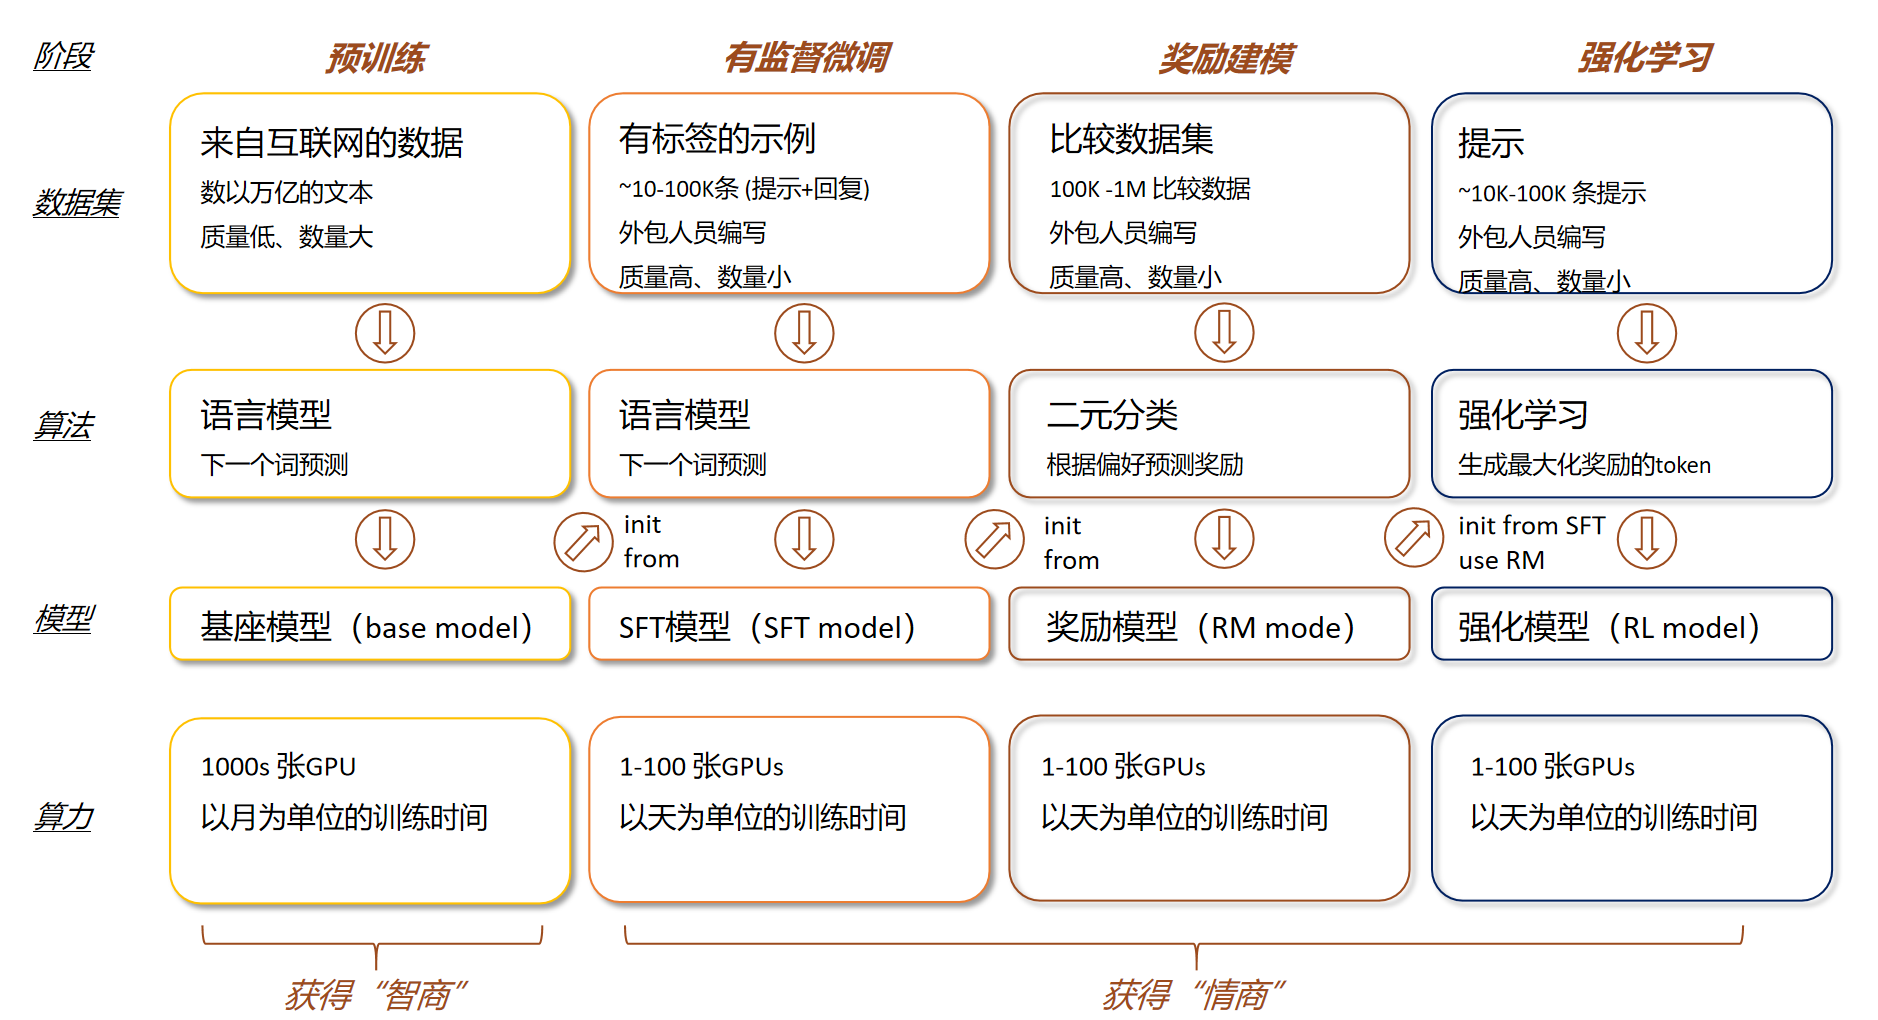 阶段
预训练
有监督微调
奖励建模
强化学习
数据集
来自互联网的数据
数以万亿的文本
质量低、数量大
有标签的示例
~10-100K条 (提示+回复)
外包人员编写
质量高、数量小
比较数据集
100K -1M 比较数据
外包人员编写
质量高、数量小
提示
~10K-100K 条提示
外包人员编写
质量高、数量小
算法
语言模型
下一个词预测
语言模型
下一个词预测
二元分类
根据偏好预测奖励
强化学习
生成最大化奖励的token
init
from
init
from
init from SFT
use RM
模型
基座模型（base model）
SFT模型（SFT model）
奖励模型（RM mode）
强化模型（RL model）
算力
1000s 张GPU
以月为单位的训练时间
1-100 张GPUs
以天为单位的训练时间
1-100 张GPUs
以天为单位的训练时间
1-100 张GPUs
以天为单位的训练时间
获得 “智商”
获得 “情商”